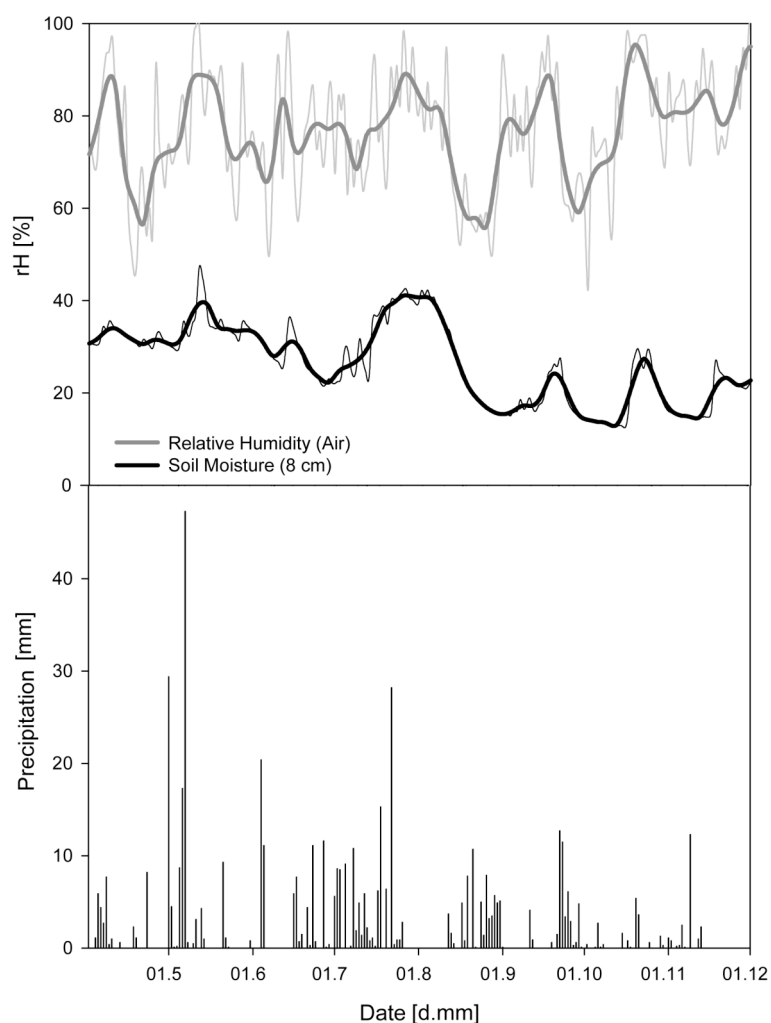 100
80
60
40
20
0
rH [%]
Relative Humidity (Air)
Soil Moisture (8 cm)
40
30
20
10
0
Precipitation [mm]
01.5 01.6 01.7 01.8 01.9 01.10 01.11 01.12
Date [d.mm]